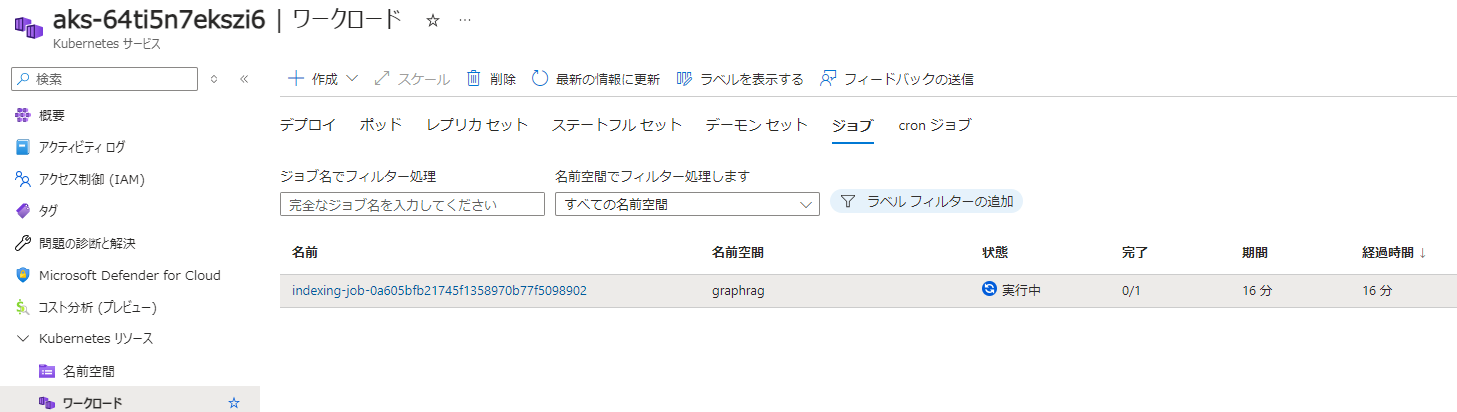 aks-64ti5n7ekszi6 | ワークロード ☆ …
Kubernetes サービス
検索
作成 スケール 削除 最新の情報に更新 ラベルを表示する フィードバックの送信
概要
アクティビティ ログ
アクセス制御 (IAM)
タグ
問題の診断と解決
Microsoft Defender for Cloud
コスト分析 (プレビュー)
Kubernetes リソース
名前空間
ワークロード
デプロイ ポッド レプリカ セット ステートフル セット デーモン セット ジョブ cron ジョブ
ジョブ名でフィルター処理 名前空間でフィルター処理します
完全なジョブ名を入力してください すべての名前空間 ラベル フィルターの追加
名前 名前空間 状態 完了 期間 経過時間 ↓
indexing-job-0a605bfb21745f1358970b77f5098902 graphrag 実行中 0/1 16 分 16 分